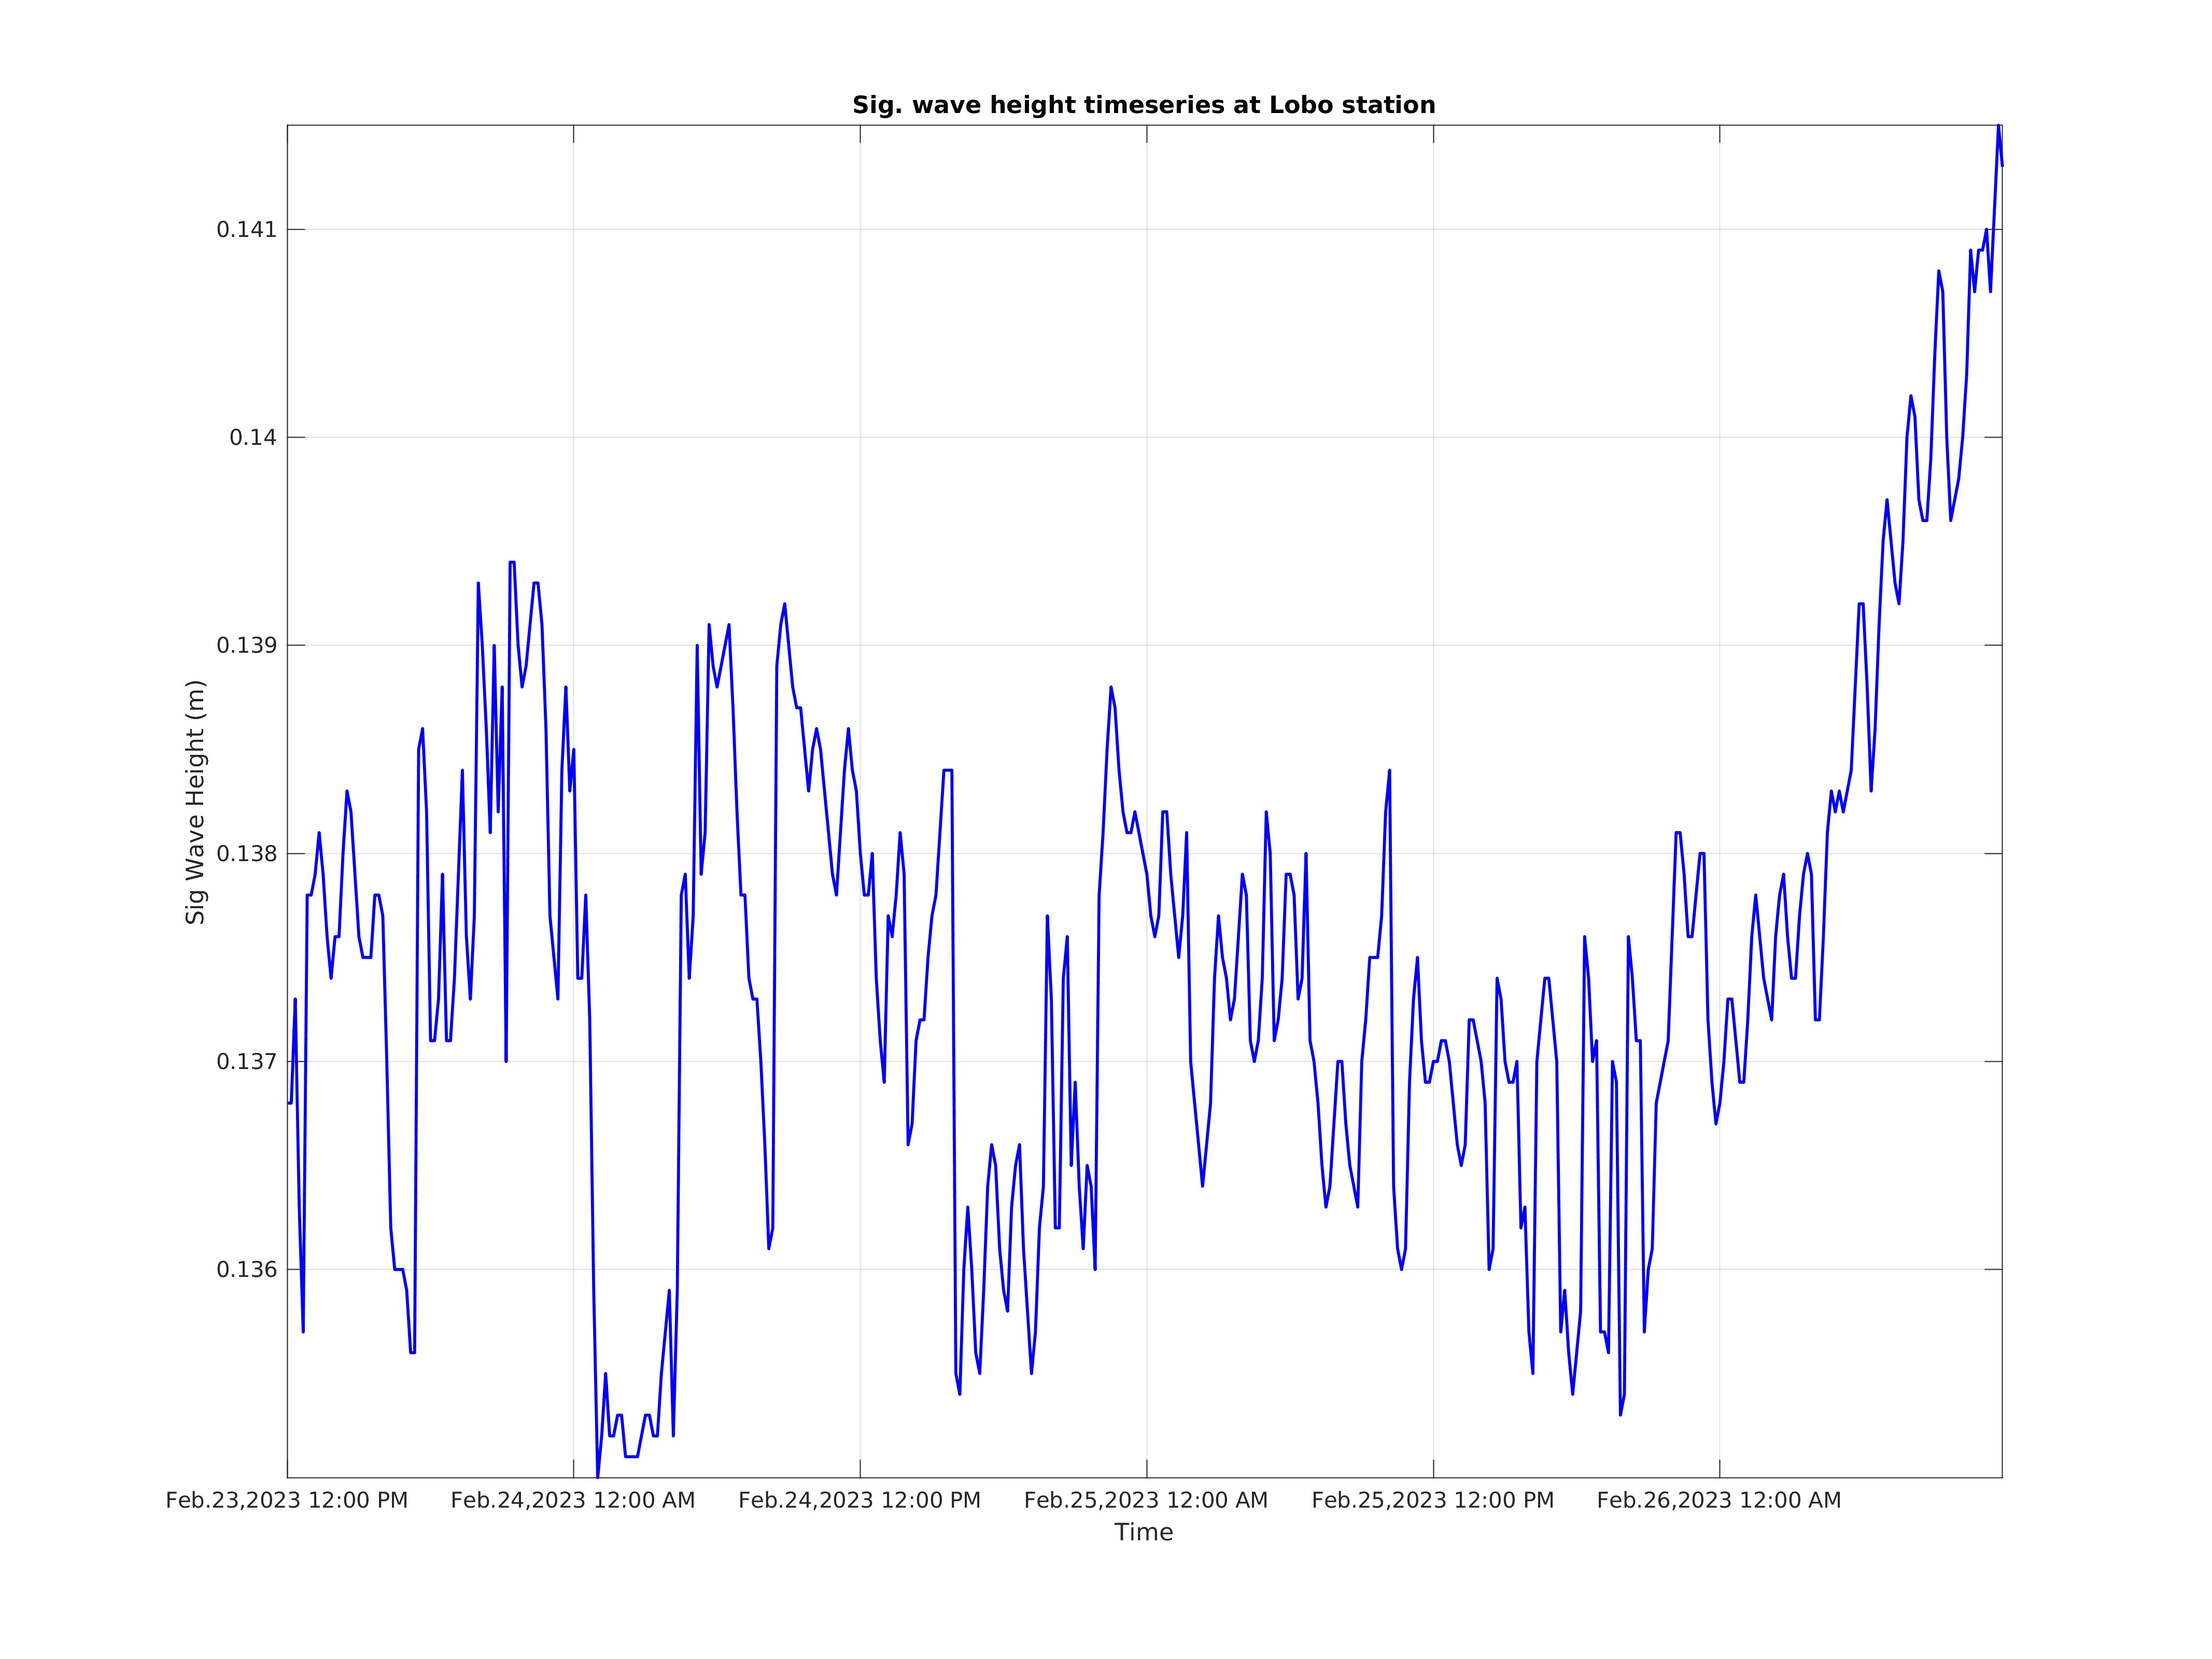 Sig. wave height timeseries at Lobo station
0.141
0.14
0.139
0.138
0.137
0.136
Sig Wave Height (m)
Feb.23,2023 12:00 PM Feb.24,2023 12:00 AM Feb.24,2023 12:00 PM Feb.25,2023 12:00 AM Feb.25,2023 12:00 PM Feb.26,2023 12:00 AM
Time